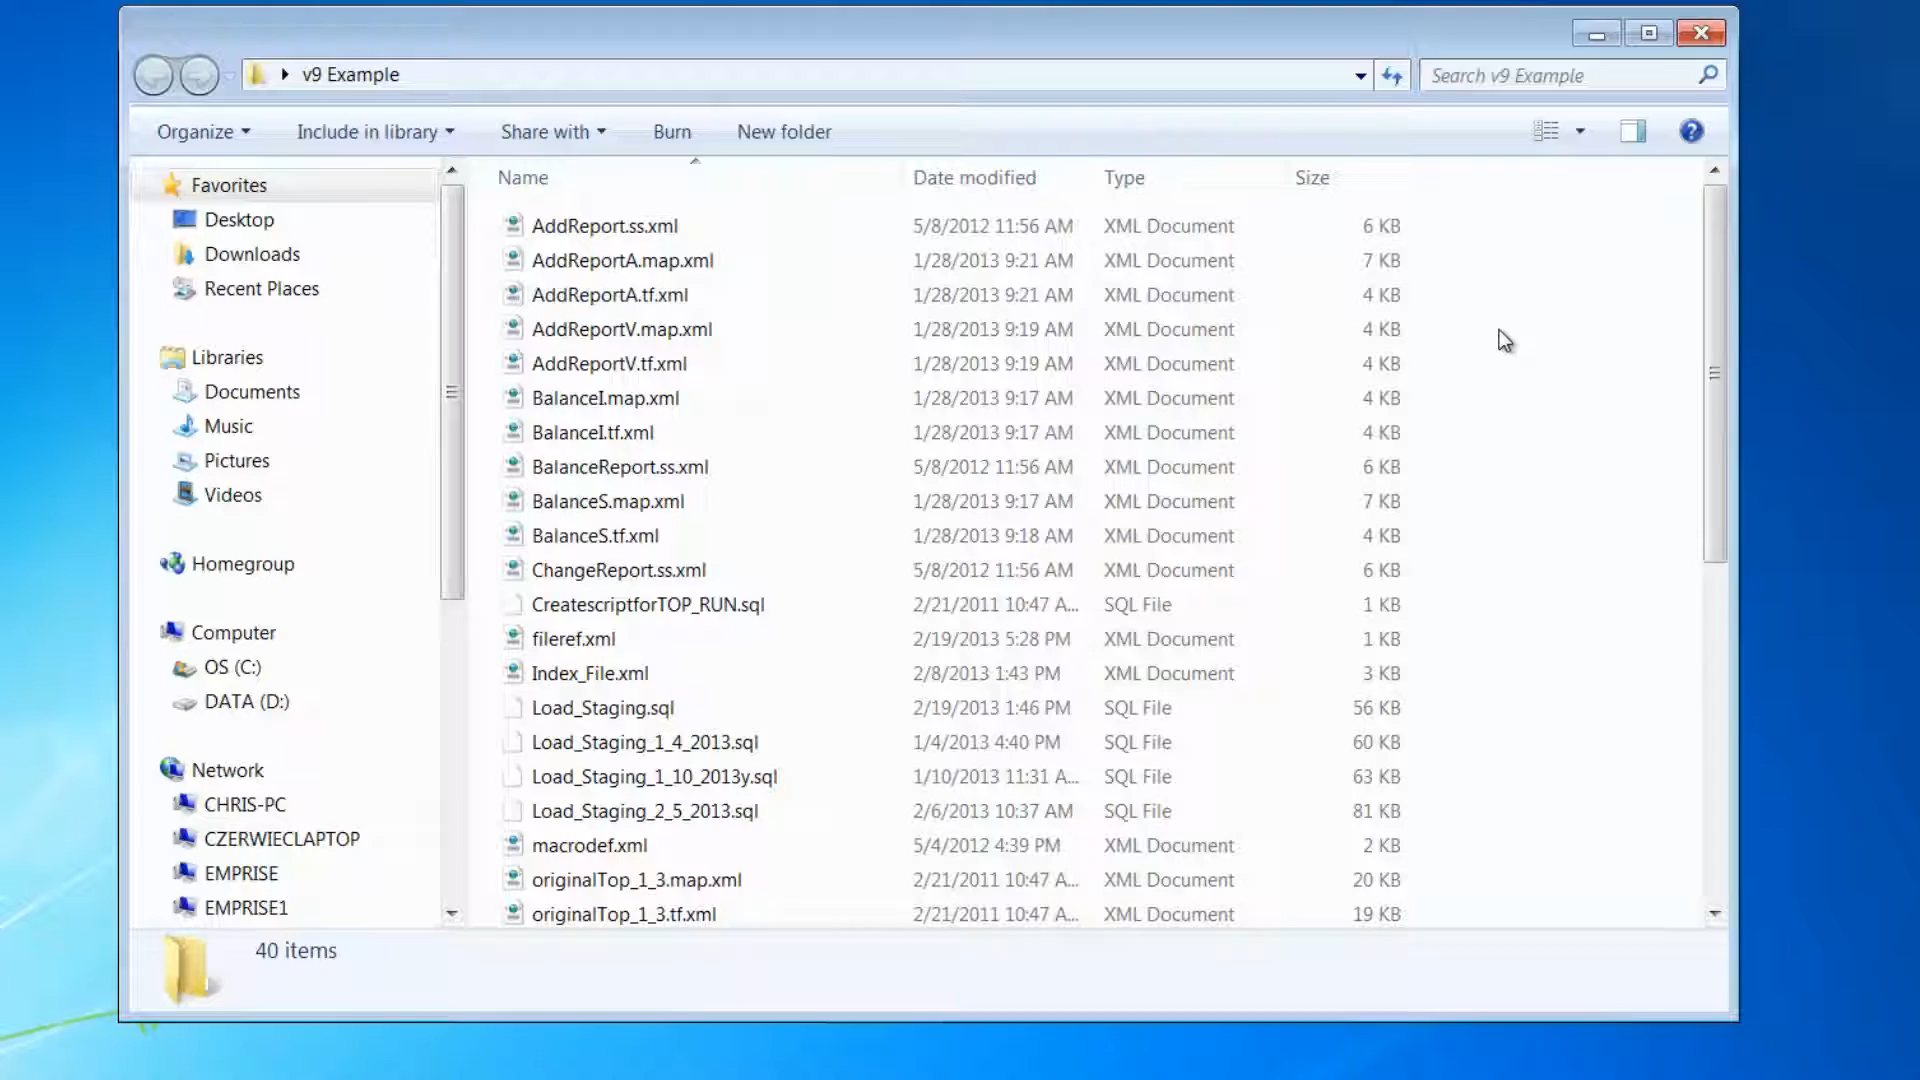 v9 Example
Search v9 Example
Organize Include in library Share with Burn New folder
Name Date modified Type Size
Favorites
Desktop
Downloads
Recent Places
Libraries
Documents
Music
Pictures
Videos
Homegroup
Computer
OS (C:)
DATA (D:)
Network
CHRIS-PC
CZERWIECLAPTOP
EMPRISE
EMPRISE1
AddReport.ss.xml 5/8/2012 11:56 AM XML Document 6 KB
AddReportA.map.xml 1/28/2013 9:21 AM XML Document 7 KB
AddReportA.tf.xml 1/28/2013 9:21 AM XML Document 4 KB
AddReportV.map.xml 1/28/2013 9:19 AM XML Document 4 KB
AddReportV.tf.xml 1/28/2013 9:19 AM XML Document 4 KB
BalanceI.map.xml 1/28/2013 9:17 AM XML Document 4 KB
BalanceI.tf.xml 1/28/2013 9:17 AM XML Document 4 KB
BalanceReport.ss.xml 5/8/2012 11:56 AM XML Document 6 KB
BalanceS.map.xml 1/28/2013 9:17 AM XML Document 7 KB
BalanceS.tf.xml 1/28/2013 9:18 AM XML Document 4 KB
ChangeReport.ss.xml 5/8/2012 11:56 AM XML Document 6 KB
CreatescriptforTOP_RUN.sql 2/21/2011 10:47 A... SQL File 1 KB
fileref.xml 2/19/2013 5:28 PM XML Document 1 KB
Index_File.xml 2/8/2013 1:43 PM XML Document 3 KB
Load_Staging.sql 2/19/2013 1:46 PM SQL File 56 KB
Load_Staging_1_4_2013.sql 1/4/2013 4:40 PM SQL File 60 KB
Load_Staging_1_10_2013y.sql 1/10/2013 11:31 A... SQL File 63 KB
Load_Staging_2_5_2013.sql 2/6/2013 10:37 AM SQL File 81 KB
macrodef.xml 5/4/2012 4:39 PM XML Document 2 KB
originalTop_1_3.map.xml 2/21/2011 10:47 A... XML Document 20 KB
originalTop_1_3.tf.xml 2/21/2011 10:47 A... XML Document 19 KB
40 items